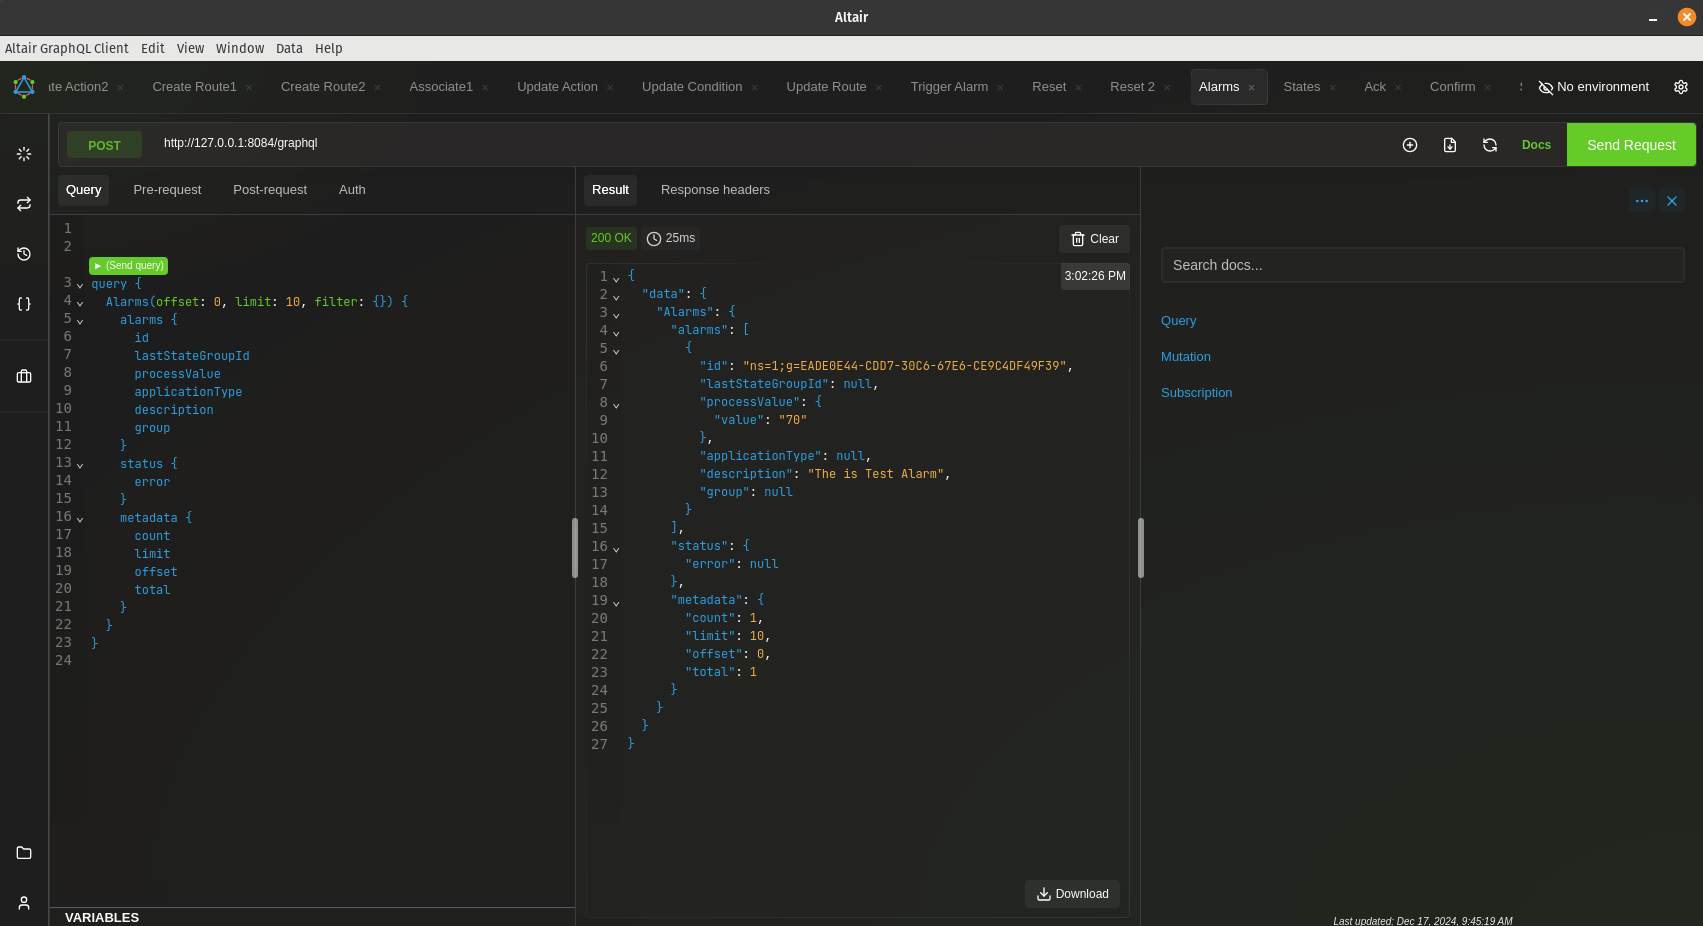 Altair
Altair GraphQL Client Edit View Window Data Help
te Action2 × Create Route1 × Create Route2 × Associate1 × Update Action × Update Condition × Update Route × Trigger Alarm × Reset × Reset 2 × Alarms × States × Ack × Confirm × No environment
POST http://127.0.0.1:8084/graphql Docs Send Request
Query Pre-request Post-request Auth
1
2
(Send query)
3 query {
4 Alarms(offset: 0, limit: 10, filter: {}) {
5 alarms {
6 id
7 lastStateGroupId
8 processValue
9 applicationType
10 description
11 group
12 }
13 status {
14 error
15 }
16 metadata {
17 count
18 limit
19 offset
20 total
21 }
22 }
23 }
24
VARIABLES
Result Response headers
200 OK 25ms Clear
3:02:26 PM
1 {
2 "data": {
3 "Alarms": {
4 "alarms": [
5 {
6 "id": "ns=1;g=EADE0E44-CDD7-30C6-67E6-CE9C4DF49F39",
7 "lastStateGroupId": null,
8 "processValue": {
9 "value": "70"
10 },
11 "applicationType": null,
12 "description": "The is Test Alarm",
13 "group": null
14 }
15 ],
16 "status": {
17 "error": null
18 },
19 "metadata": {
20 "count": 1,
21 "limit": 10,
22 "offset": 0,
23 "total": 1
24 }
25 }
26 }
27 }
Download
Search docs...
Query
Mutation
Subscription
Last updated: Dec 17, 2024, 9:45:19 AM